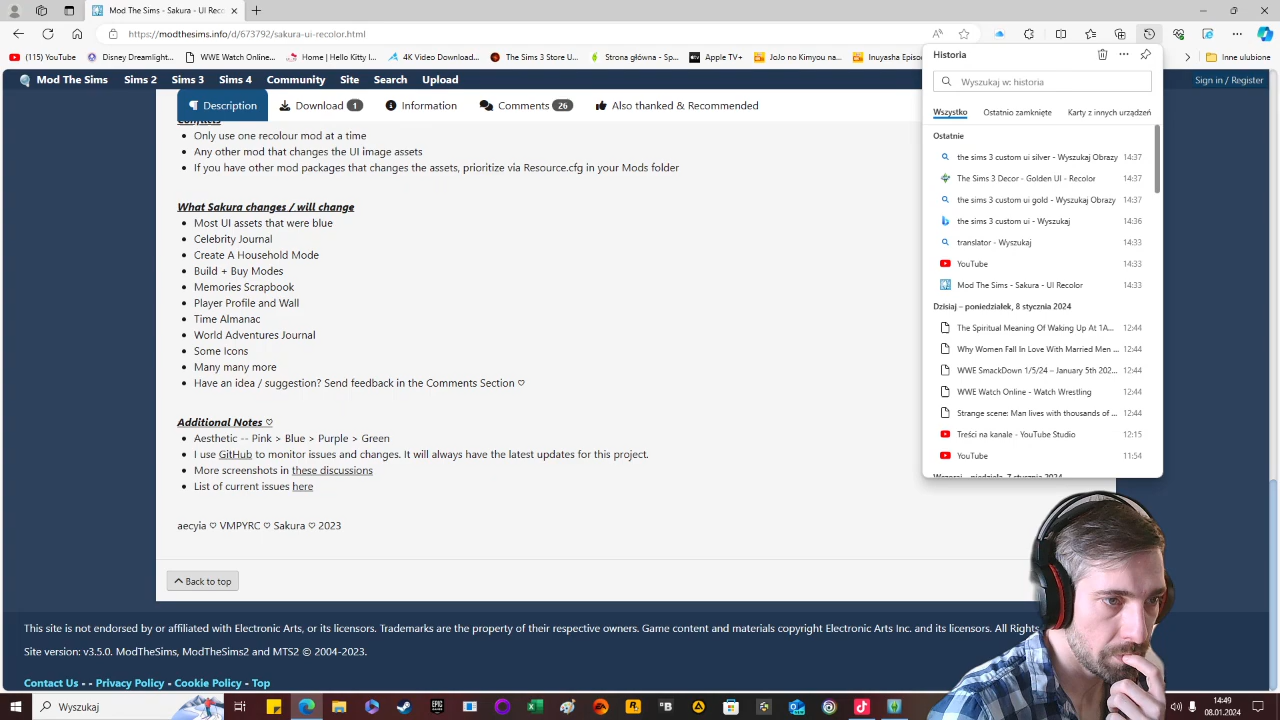 Mod The Sims - Sakura - UI Reco
https://modthesims.info/d/673792/sakura-ui-recolor.html
(115) YouTube
Disney Dreamlight...
WWE Watch Online...
Home | Hello Kitty I...
4K Video Download...
The Sims 3 Store U...
Strona główna – Sp...
Apple TV+
JoJo no Kimyou na...
Inuyasha Episo
Inne ulubione
Mod The Sims Sims 2 Sims 3 Sims 4 Community Site Search Upload
Sign in / Register
Description
Download 1
Information
Comments 26
Also thanked & Recommended
Conflicts
• Only use one recolour mod at a time
• Any other mod that changes the UI image assets
• If you have other mod packages that changes the assets, prioritize via Resource.cfg in your Mods folder
What Sakura changes / will change
• Most UI assets that were blue
• Celebrity Journal
• Create A Household Mode
• Build + Buy Modes
• Memories Scrapbook
• Player Profile and Wall
• Time Almanac
• World Adventures Journal
• Some Icons
• Many many more
• Have an idea / suggestion? Send feedback in the Comments Section ♡
Additional Notes ♡
• Aesthetic -- Pink > Blue > Purple > Green
• I use GitHub to monitor issues and changes. It will always have the latest updates for this project.
• More screenshots in these discussions
• List of current issues here
aecyia ♡ VMPYRC ♡ Sakura ♡ 2023
Back to top
This site is not endorsed by or affiliated with Electronic Arts, or its licensors. Trademarks are the property of their respective owners. Game content and materials copyright Electronic Arts Inc. and its licensors. All Rights
Site version: v3.5.0. ModTheSims, ModTheSims2 and MTS2 © 2004-2023.
Contact Us - - Privacy Policy - Cookie Policy - Top
Historia
Wyszukaj w: historia
Wszystko Ostatnio zamknięte Karty z innych urządzeń
Ostatnie
the sims 3 custom ui silver - Wyszukaj Obrazy 14:37
The Sims 3 Decor - Golden UI - Recolor 14:37
the sims 3 custom ui gold - Wyszukaj Obrazy 14:37
the sims 3 custom ui - Wyszukaj 14:36
translator - Wyszukaj 14:33
YouTube 14:33
Mod The Sims - Sakura - UI Recolor 14:33
Dzisiaj – poniedziałek, 8 stycznia 2024
The Spiritual Meaning Of Waking Up At 1A... 12:44
Why Women Fall In Love With Married Men ... 12:44
WWE SmackDown 1/5/24 – January 5th 202... 12:44
WWE Watch Online - Watch Wrestling 12:44
Strange scene: Man lives with thousands of ... 12:44
Treści na kanale - YouTube Studio 12:15
YouTube 11:54
Wczoraj – niedziela, 7 stycznia 2024
Wyszukaj
14:49
08.01.2024